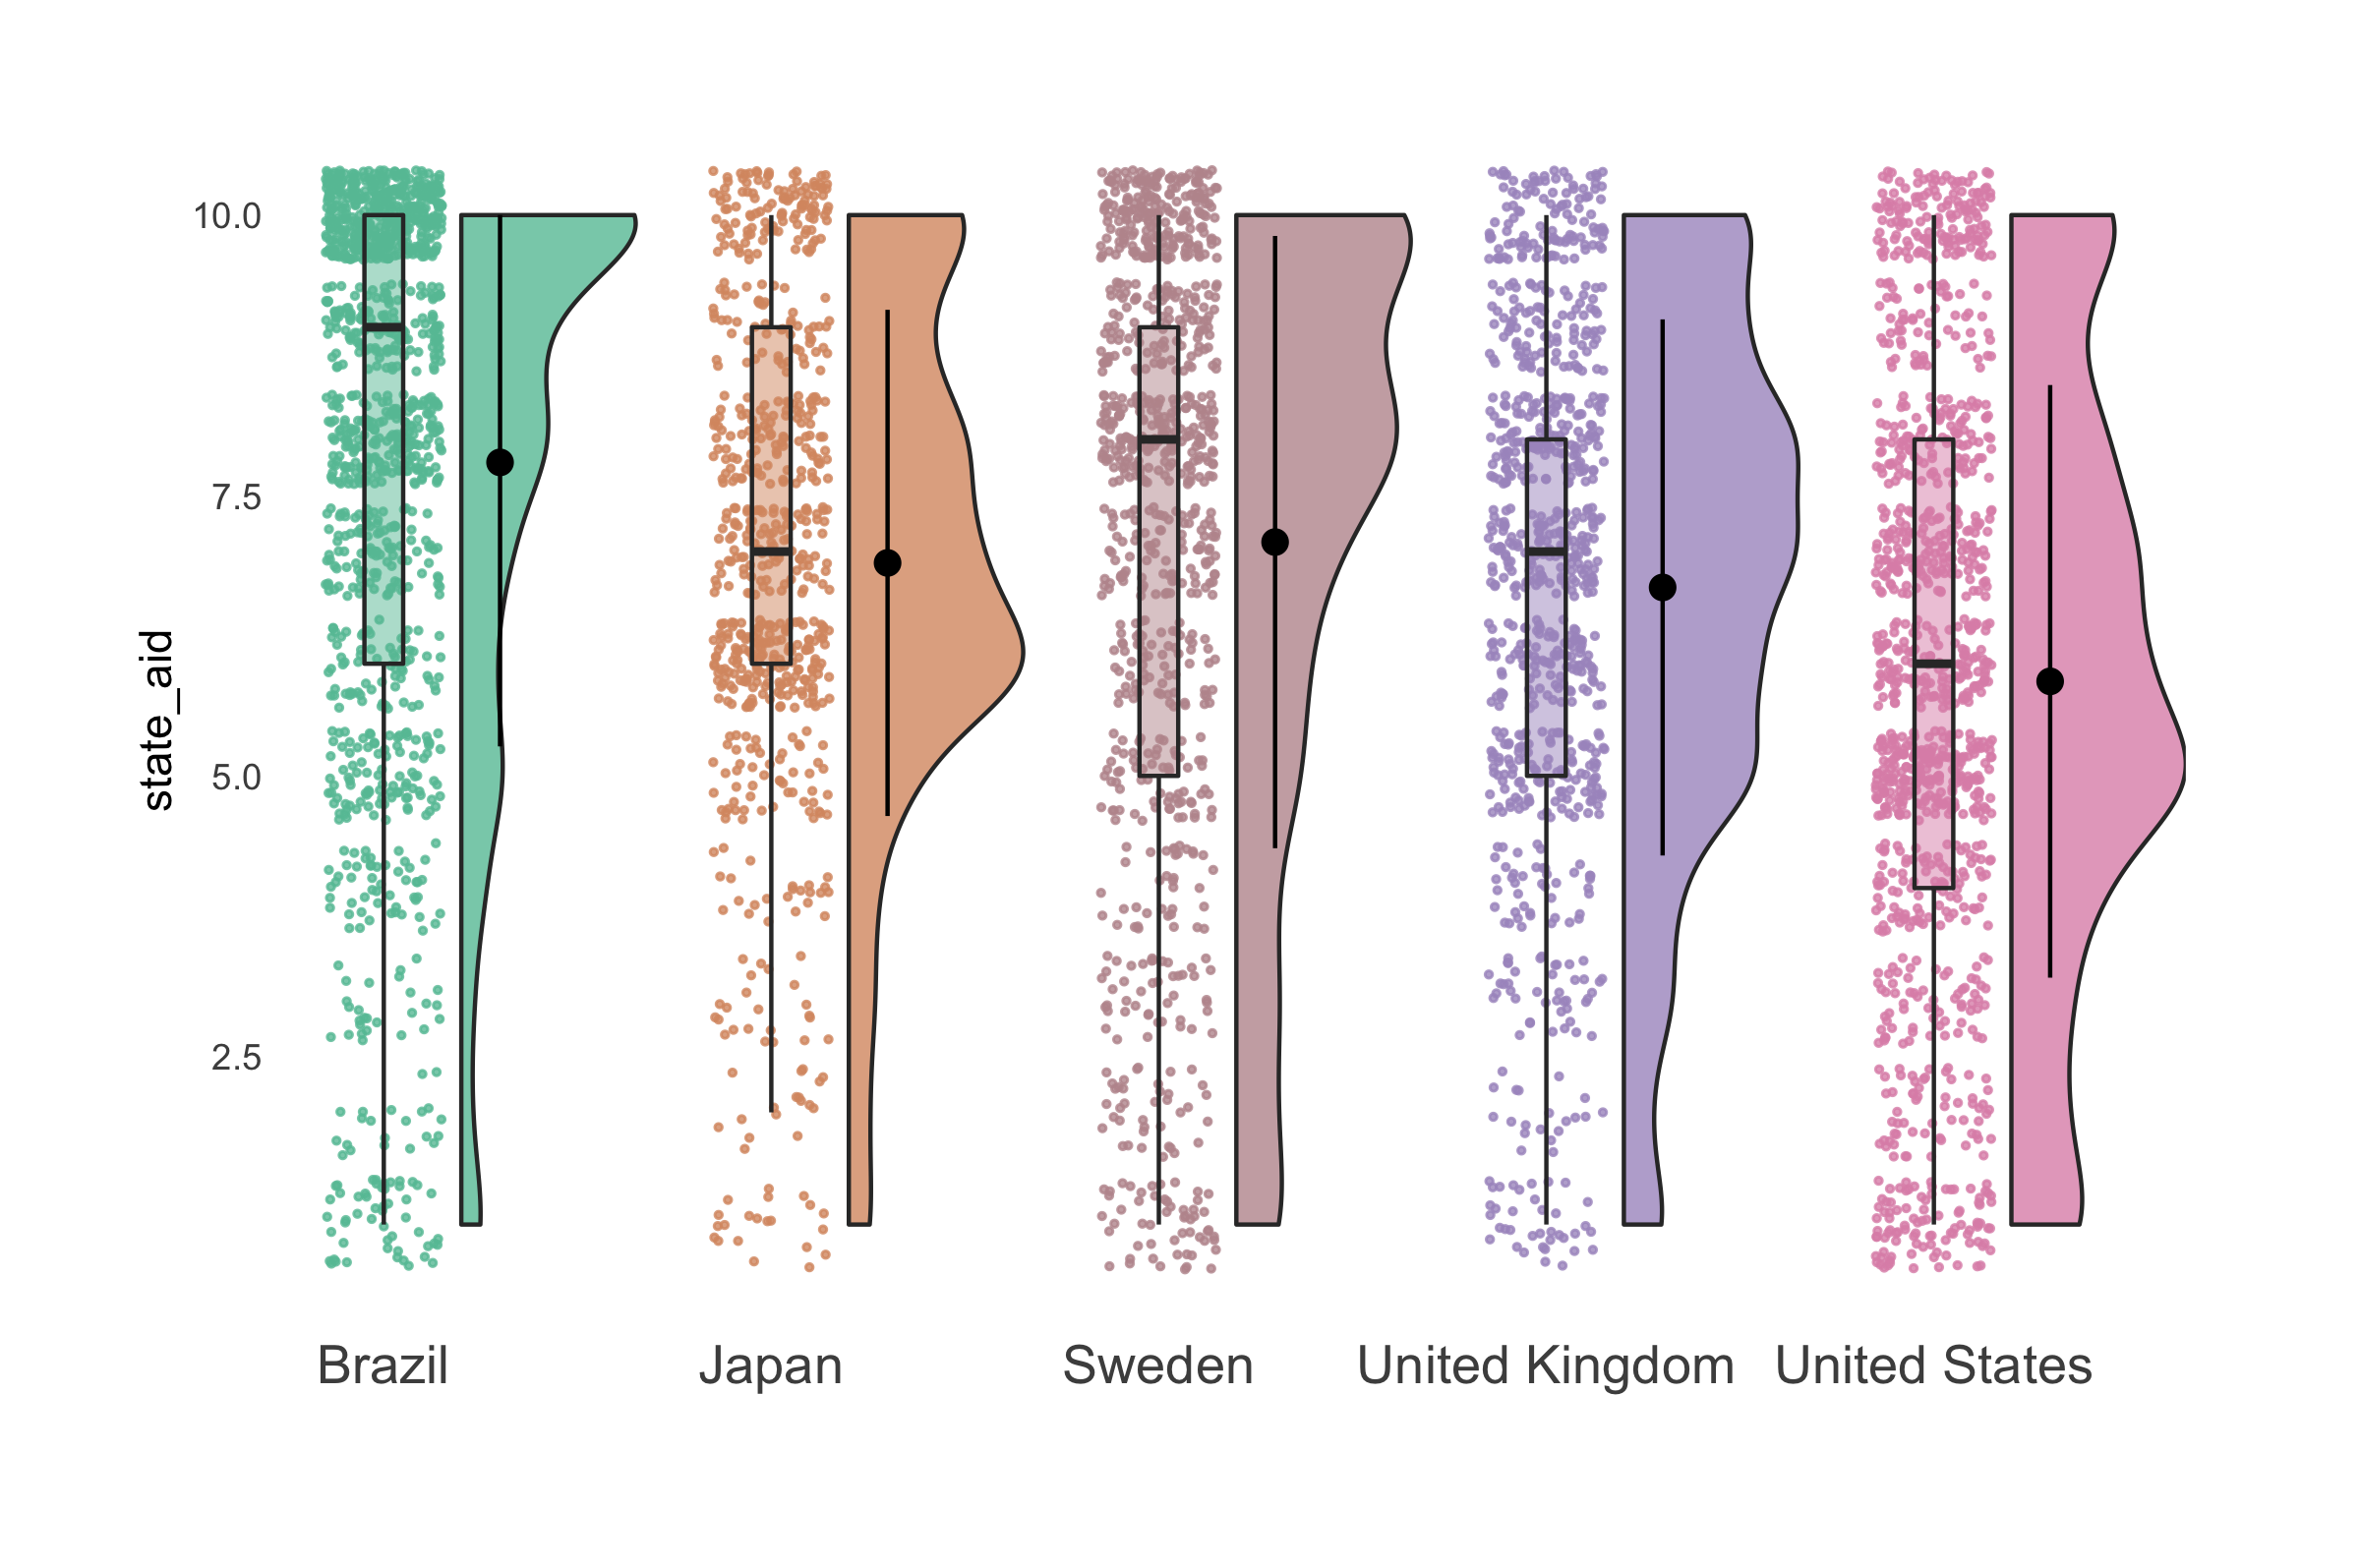 state_aid
10.0
7.5
5.0
2.5
Brazil
Japan
Sweden
United Kingdom
United States